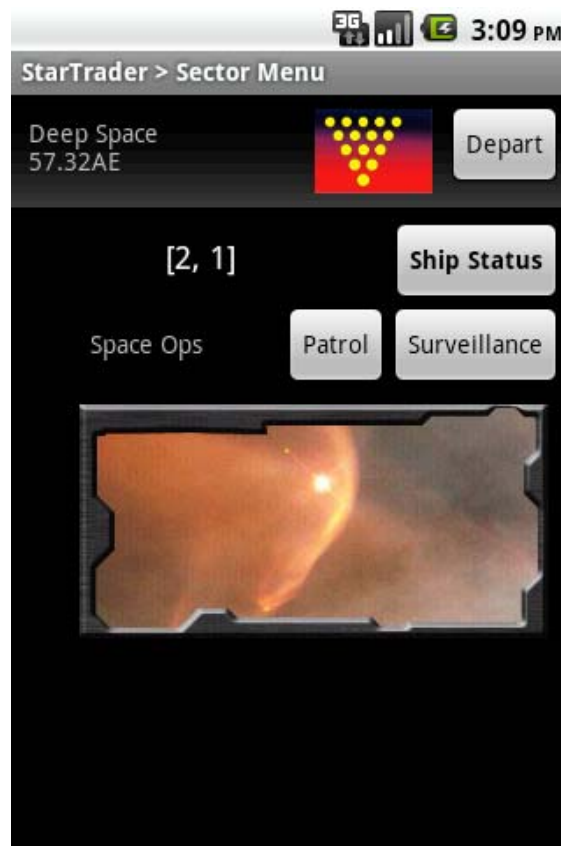 3G 3:09 PM
StarTrader > Sector Menu
Deep Space
57.32AE
Depart
[2, 1]
Ship Status
Space Ops
Patrol
Surveillance